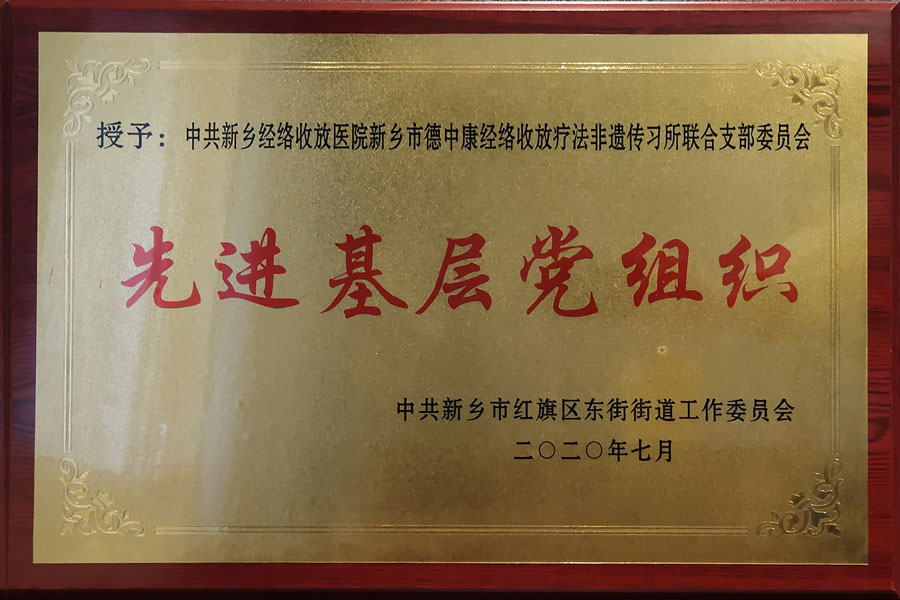 授予：中共新乡经络收放医院新乡市德中康经络收放疗法非遗传习所联合支部委员会
先进基层党组织
中共新乡市红旗区东街街道工作委员会
二〇二〇年七月